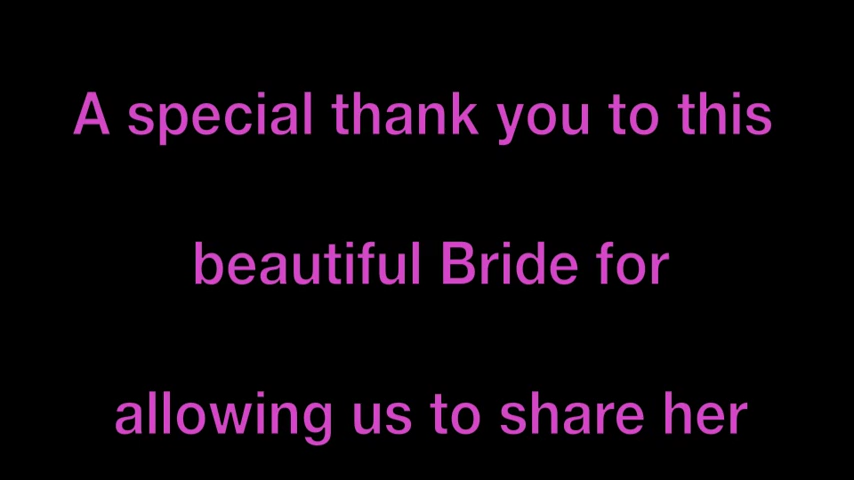 A special thank you to this
beautiful Bride for
allowing us to share her